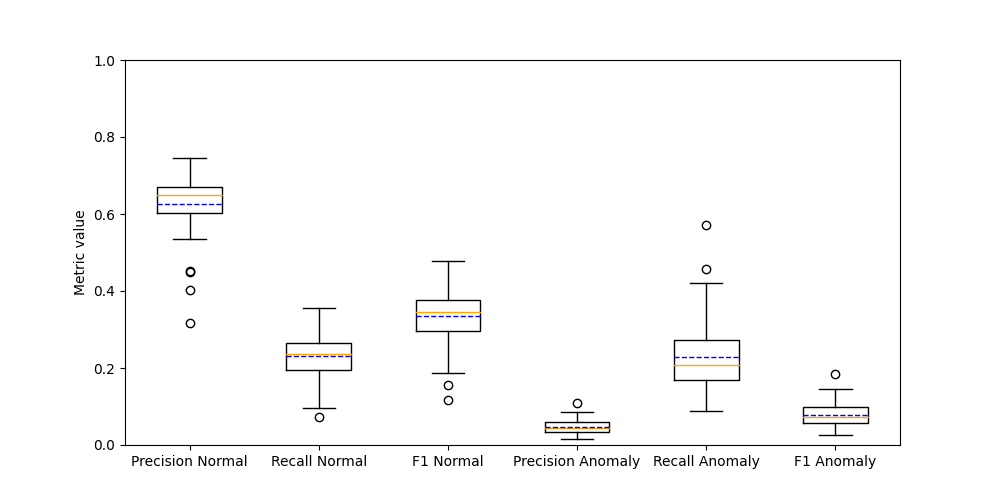 1.0
0.8
0.6
0.4
0.2
0.0
Metric value
Precision Normal
Recall Normal
F1 Normal
Precision Anomaly
Recall Anomaly
F1 Anomaly